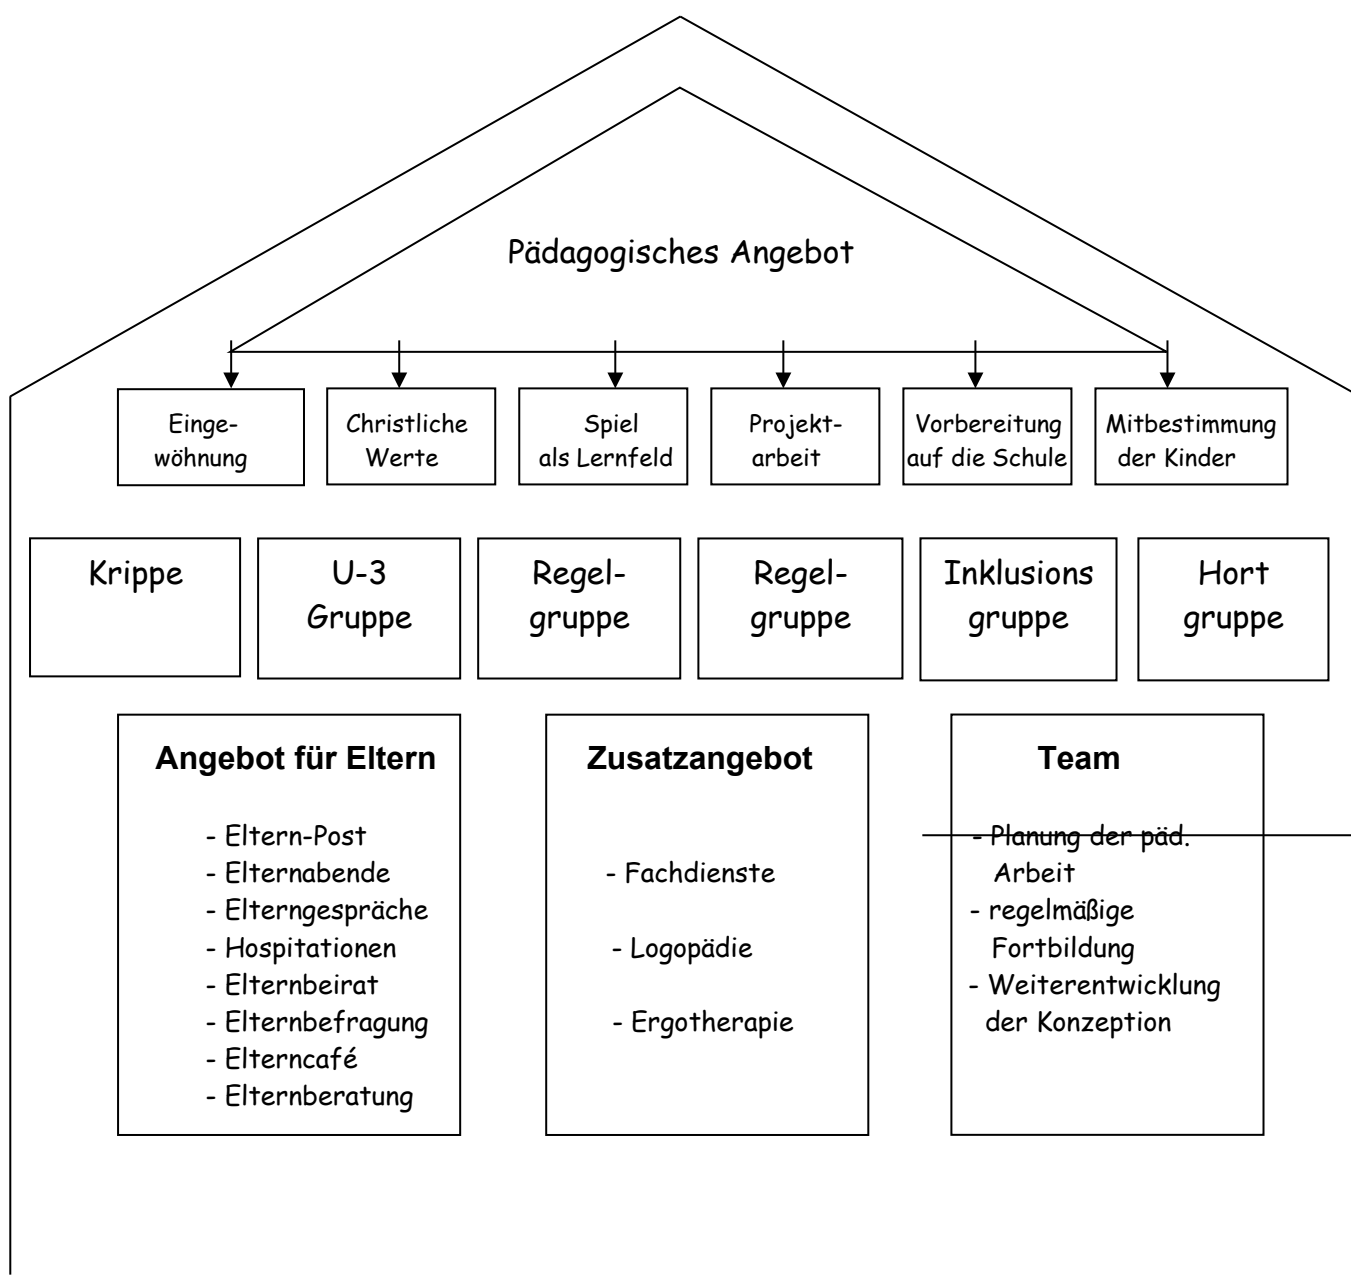 Pädagogisches Angebot
Einge-
wöhnung
Christliche
Werte
Spiel
als Lernfeld
Projekt-
arbeit
Vorbereitung
auf die Schule
Mitbestimmung
der Kinder
Krippe
U-3
Gruppe
Regel-
gruppe
Regel-
gruppe
Inklusions
gruppe
Hort
gruppe
Angebot für Eltern
- Eltern-Post
- Elternabende
- Elterngespräche
- Hospitationen
- Elternbeirat
- Elternbefragung
- Elterncafé
- Elternberatung
Zusatzangebot
- Fachdienste
- Logopädie
- Ergotherapie
Team
- Planung der päd.
Arbeit
- regelmäßige
Fortbildung
- Weiterentwicklung
der Konzeption